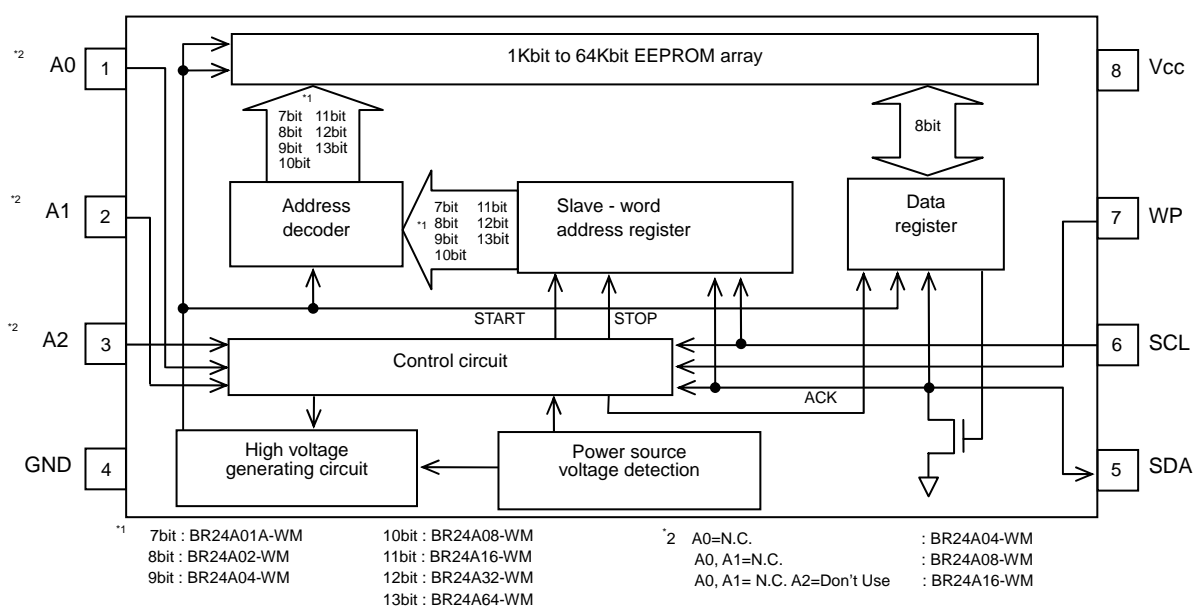 *2
A0
1
1Kbit to 64Kbit EEPROM array
8
Vcc
*1
7bit 11bit
8bit 12bit
9bit 13bit
10bit
8bit
*2
A1
2
Address
decoder
*1
7bit 11bit
8bit 12bit
9bit 13bit
10bit
Slave - word
address register
Data
register
7
WP
START
STOP
*2
A2
3
Control circuit
6
SCL
ACK
GND
4
High voltage
generating circuit
Power source
voltage detection
5
SDA
*1
7bit : BR24A01A-WM
8bit : BR24A02-WM
9bit : BR24A04-WM
10bit : BR24A08-WM
11bit : BR24A16-WM
12bit : BR24A32-WM
13bit : BR24A64-WM
*2 A0=N.C. : BR24A04-WM
A0, A1=N.C. : BR24A08-WM
A0, A1= N.C. A2=Don't Use : BR24A16-WM